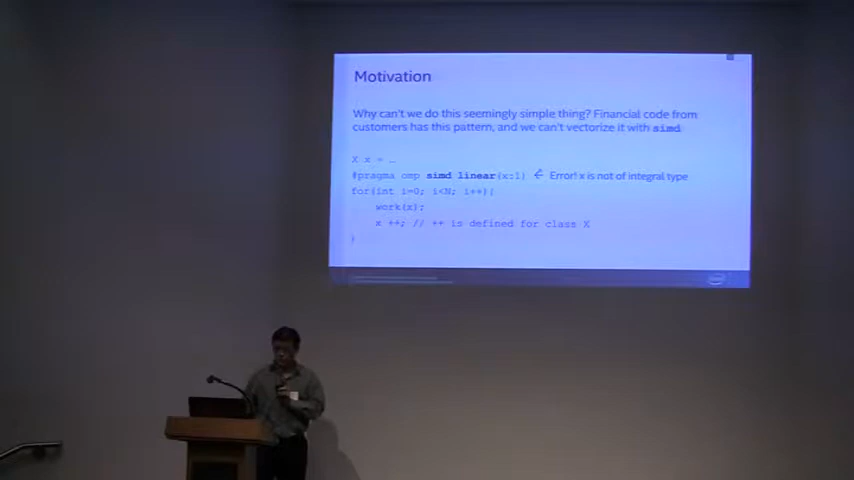 Motivation
Why can't we do this seemingly simple thing? Financial code from
customers has this pattern, and we can't vectorize it with simd
X x = …
#pragma omp simd linear(x:1) ← Error! x is not of integral type
for(int i=0; i<N; i++){
work(x);
x ++; // ++ is defined for class X
}